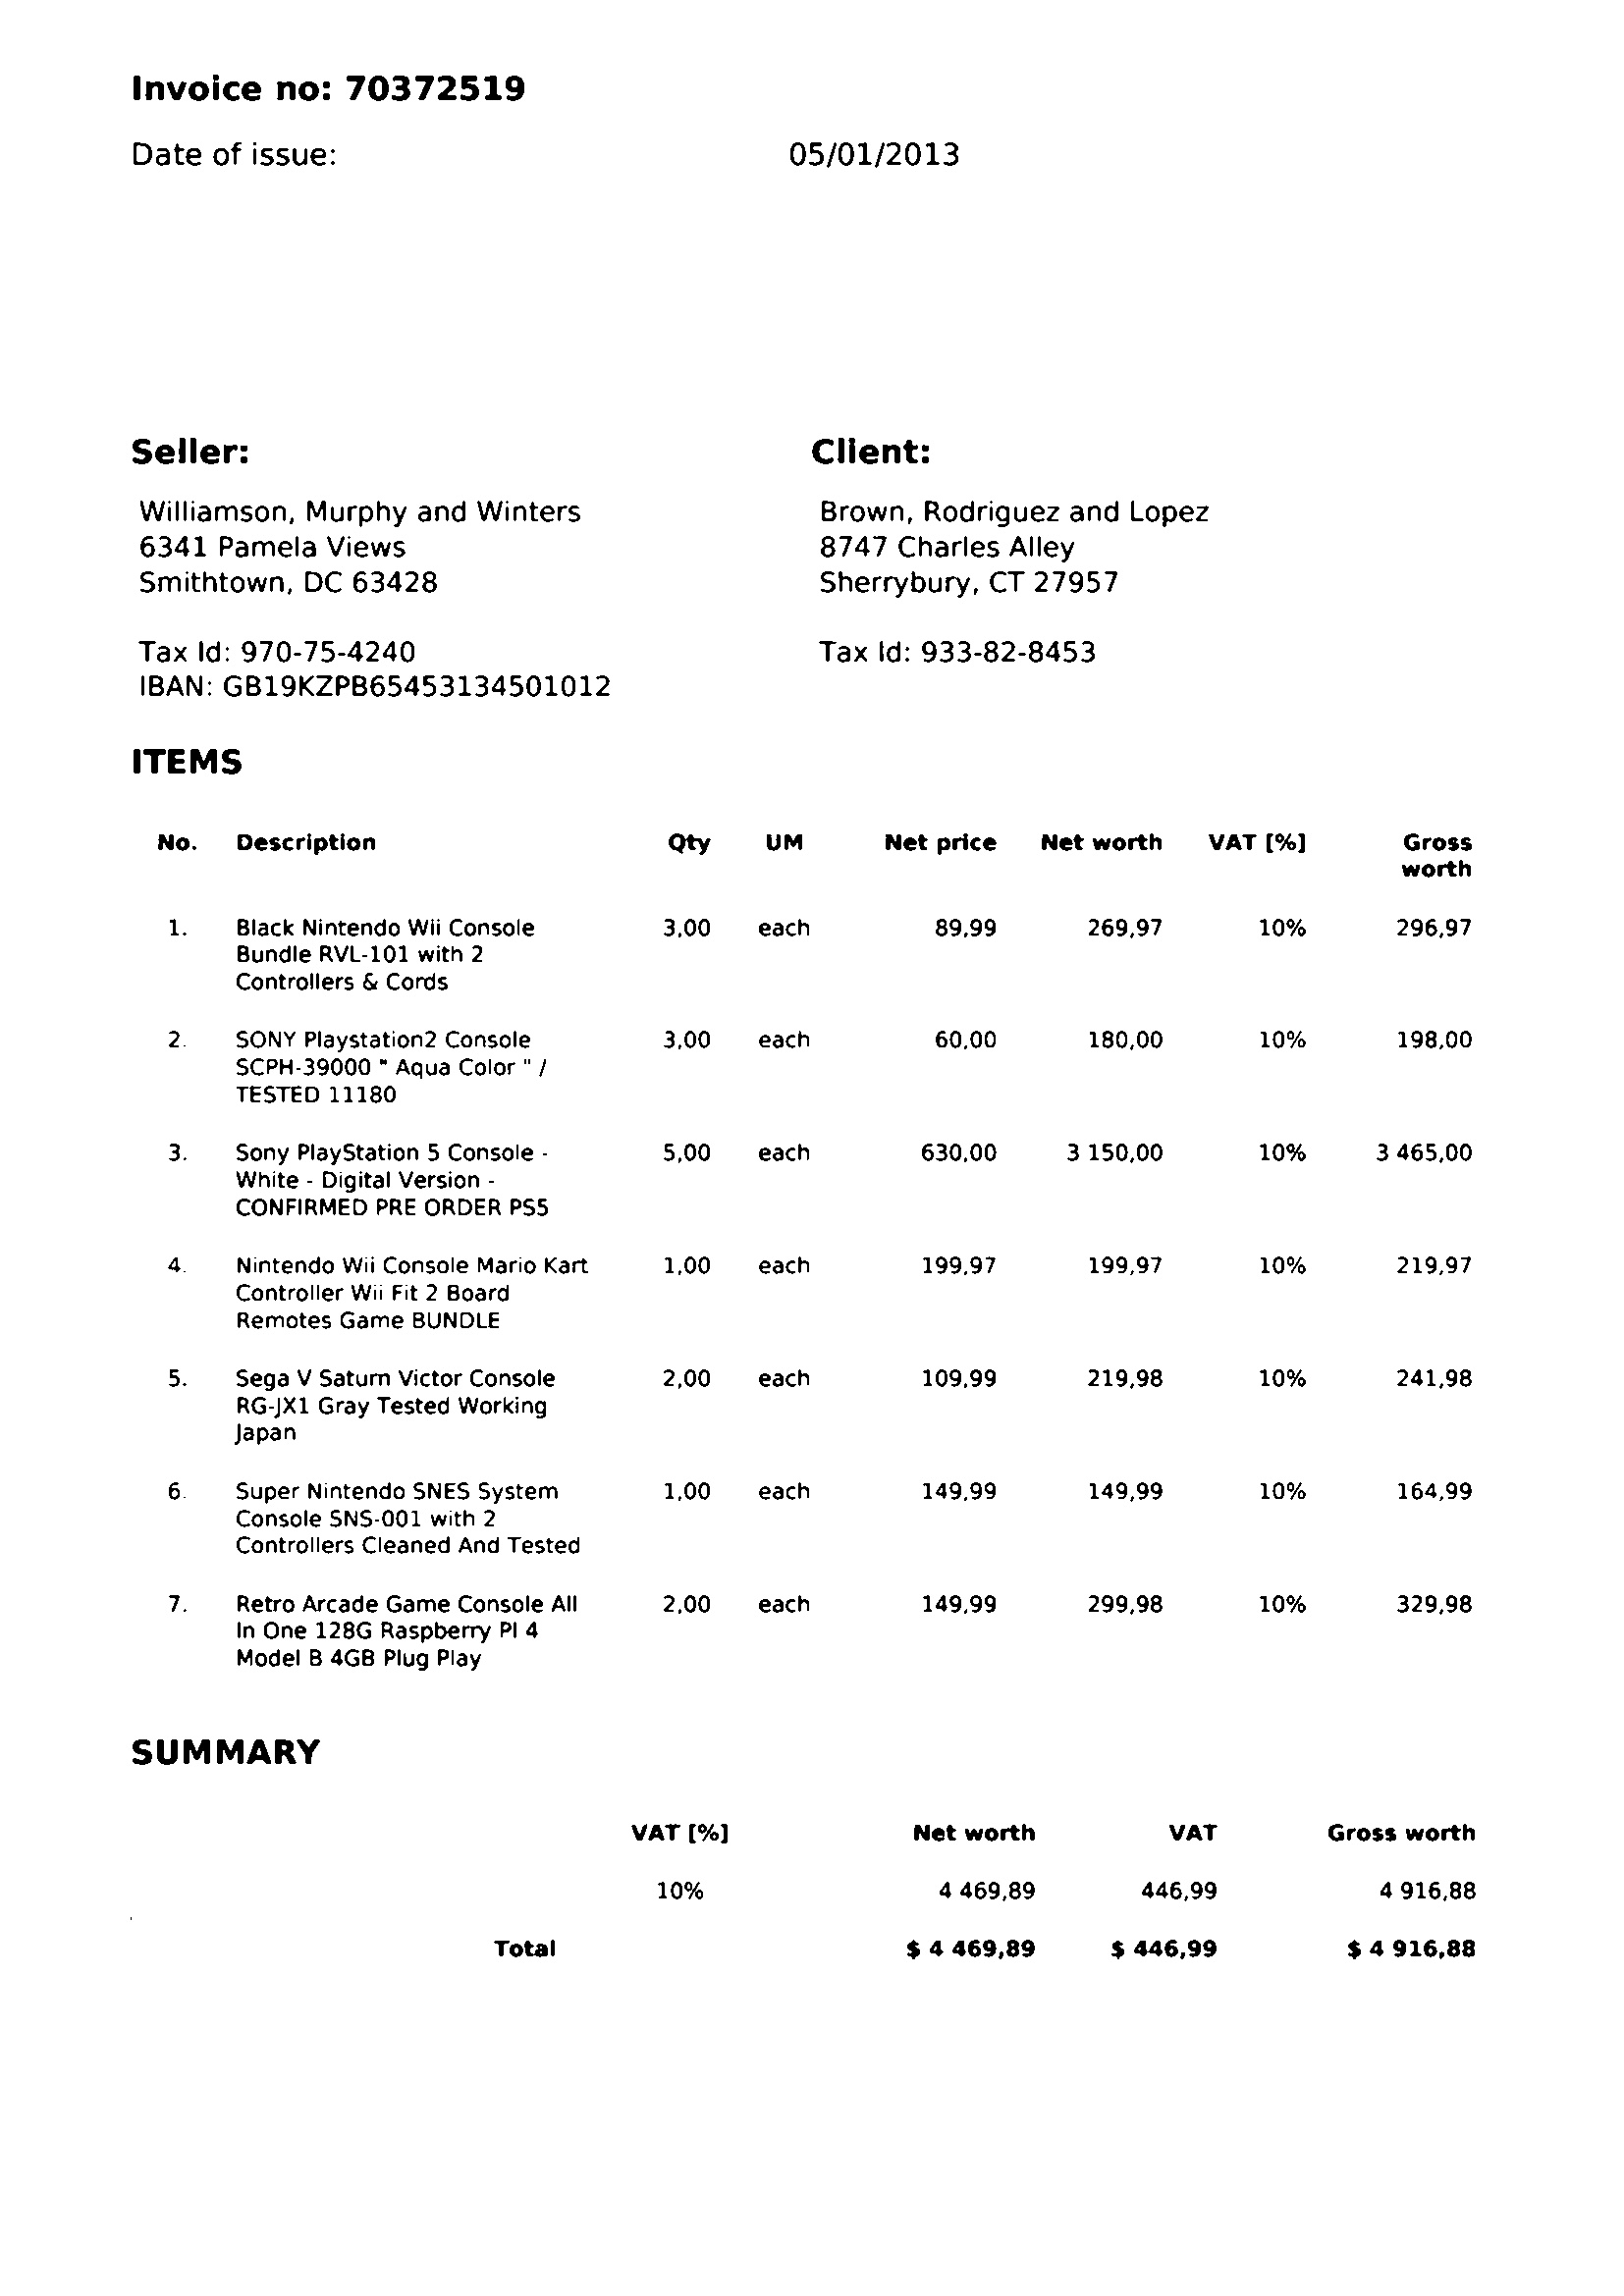 Invoice no: 70372519
Date of issue: 05/01/2013
Seller:
Williamson, Murphy and Winters
6341 Pamela Views
Smithtown, DC 63428
Tax Id: 970-75-4240
IBAN: GB19KZPB65453134501012
Client:
Brown, Rodriguez and Lopez
8747 Charles Alley
Sherrybury, CT 27957
Tax Id: 933-82-8453
ITEMS
No. Description Qty UM Net price Net worth VAT [%] Gross
worth
1. Black Nintendo Wii Console 3,00 each 89,99 269,97 10% 296,97
Bundle RVL-101 with 2
Controllers & Cords
2. SONY Playstation2 Console 3,00 each 60,00 180,00 10% 198,00
SCPH-39000 " Aqua Color " /
TESTED 11180
3. Sony PlayStation 5 Console - 5,00 each 630,00 3 150,00 10% 3 465,00
White - Digital Version -
CONFIRMED PRE ORDER PS5
4. Nintendo Wii Console Mario Kart 1,00 each 199,97 199,97 10% 219,97
Controller Wii Fit 2 Board
Remotes Game BUNDLE
5. Sega V Saturn Victor Console 2,00 each 109,99 219,98 10% 241,98
RG-JX1 Gray Tested Working
Japan
6. Super Nintendo SNES System 1,00 each 149,99 149,99 10% 164,99
Console SNS-001 with 2
Controllers Cleaned And Tested
7. Retro Arcade Game Console All 2,00 each 149,99 299,98 10% 329,98
In One 128G Raspberry PI 4
Model B 4GB Plug Play
SUMMARY
VAT [%] Net worth VAT Gross worth
10% 4 469,89 446,99 4 916,88
Total $ 4 469,89 $ 446,99 $ 4 916,88